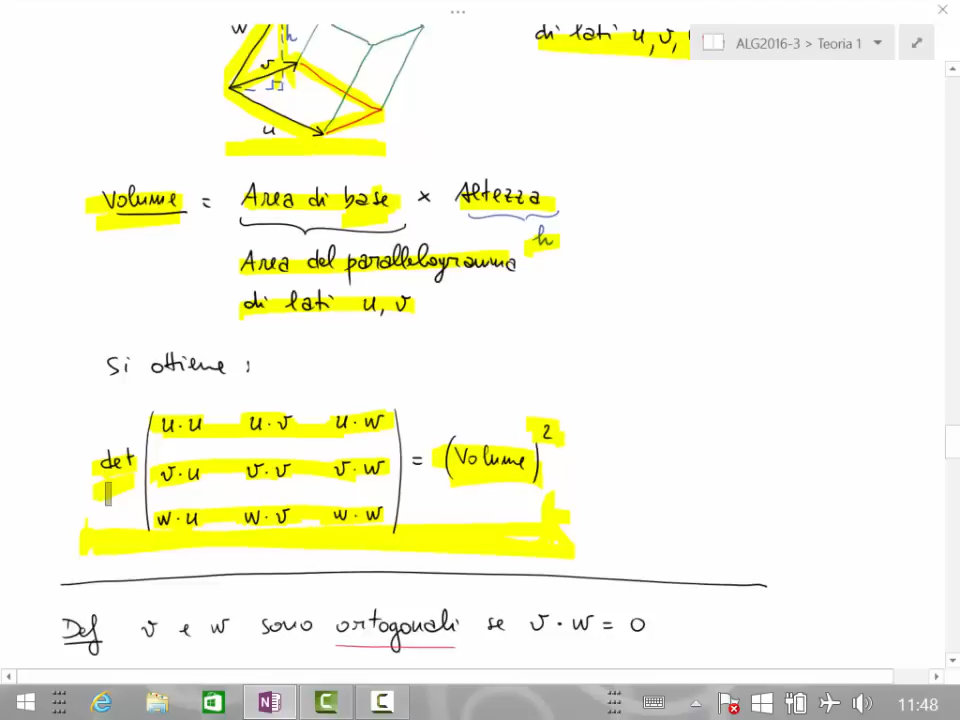 w
h
di lati u, v,
ALG2016-3 > Teoria 1
v
u
Volume = Area di base × Altezza
h
Area del parallelogramma
di lati u, v
Si ottiene :
det ( u·u u·v u·w
v·u v·v v·w
w·u w·v w·w ) = (Volume)²
Def v e w sono ortogonali se v · w = 0
11:48